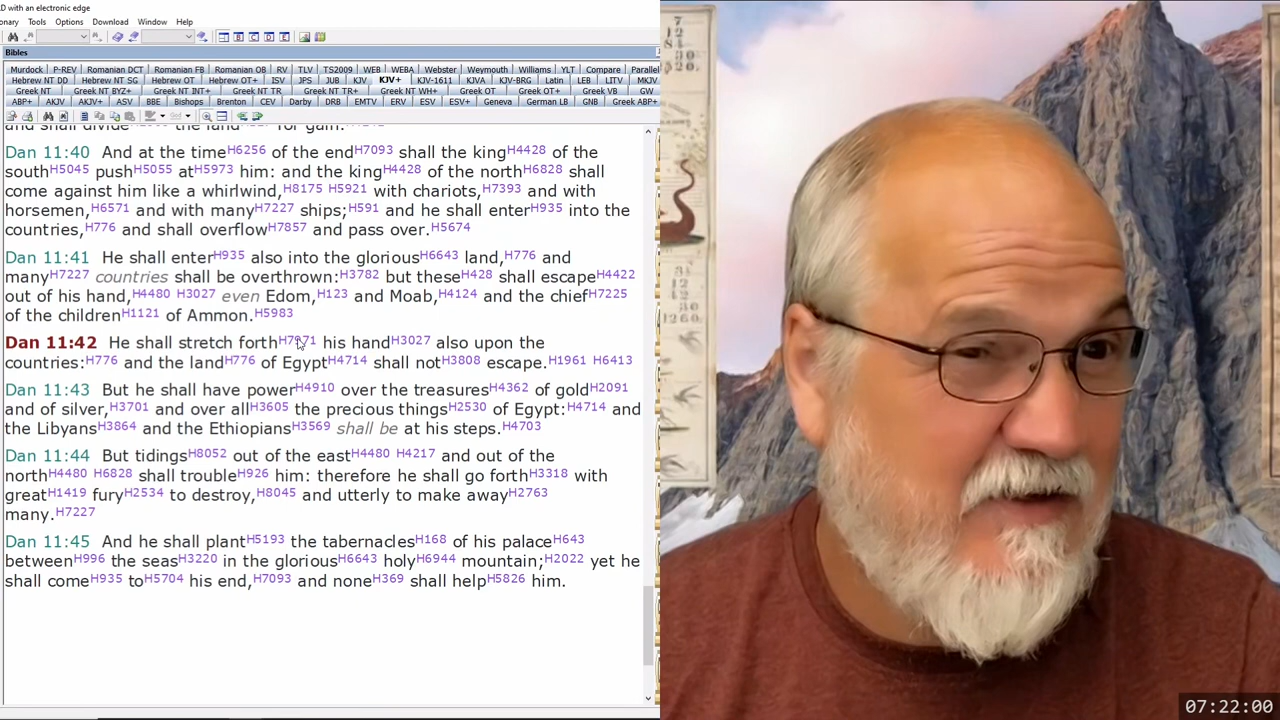 D with an electronic edge
onary Tools Options Download Window Help
B C D E
Bibles
Murdock P-REV Romanian DCT Romanian FB Romanian OB RV TLV TS2009 WEB WEBA Webster Weymouth Williams YLT Compare Parallel
Hebrew NT DD Hebrew NT SG Hebrew OT Hebrew OT+ ISV JPS JUB KJV KJV+ KJV-1611 KJVA KJV-BRG Latin LEB LITV MKJV
Greek NT Greek NT BYZ+ Greek NT INT+ Greek NT TR Greek NT TR+ Greek NT WH+ Greek OT Greek OT+ Greek VB GW
ABP+ AKJV AKJV+ ASV BBE Bishops Brenton CEV Darby DRB EMTV ERV ESV ESV+ Geneva German LB GNB Greek ABP+
and shall divide the land for gain.
Dan 11:40 And at the timeH6256 of the endH7093 shall the kingH4428 of the
southH5045 pushH5055 atH5973 him: and the kingH4428 of the northH6828 shall
come against him like a whirlwind,H8175 H5921 with chariots,H7393 and with
horsemen,H6571 and with manyH7227 ships;H591 and he shall enterH935 into the
countries,H776 and shall overflowH7857 and pass over.H5674
Dan 11:41 He shall enterH935 also into the gloriousH6643 land,H776 and
manyH7227 countries shall be overthrown:H3782 but theseH428 shall escapeH4422
out of his hand,H4480 H3027 even Edom,H123 and Moab,H4124 and the chiefH7225
of the childrenH1121 of Ammon.H5983
Dan 11:42 He shall stretch forth his handH3027 also upon the
countries:H776 and the landH776 of EgyptH4714 shall notH3808 escape.H1961 H6413
Dan 11:43 But he shall have powerH4910 over the treasuresH4362 of goldH2091
and of silver,H3701 and over allH3605 the precious thingsH2530 of Egypt:H4714 and
the LibyansH3864 and the EthiopiansH3569 shall be at his steps.H4703
Dan 11:44 But tidingsH8052 out of the eastH4480 H4217 and out of the
northH4480 H6828 shall troubleH926 him: therefore he shall go forthH3318 with
greatH1419 furyH2534 to destroy,H8045 and utterly to make awayH2763
many.H7227
Dan 11:45 And he shall plantH5193 the tabernaclesH168 of his palaceH643
betweenH996 the seasH3220 in the gloriousH6643 holyH6944 mountain;H2022 yet he
shall comeH935 toH5704 his end,H7093 and noneH369 shall helpH5826 him.
07:22:00